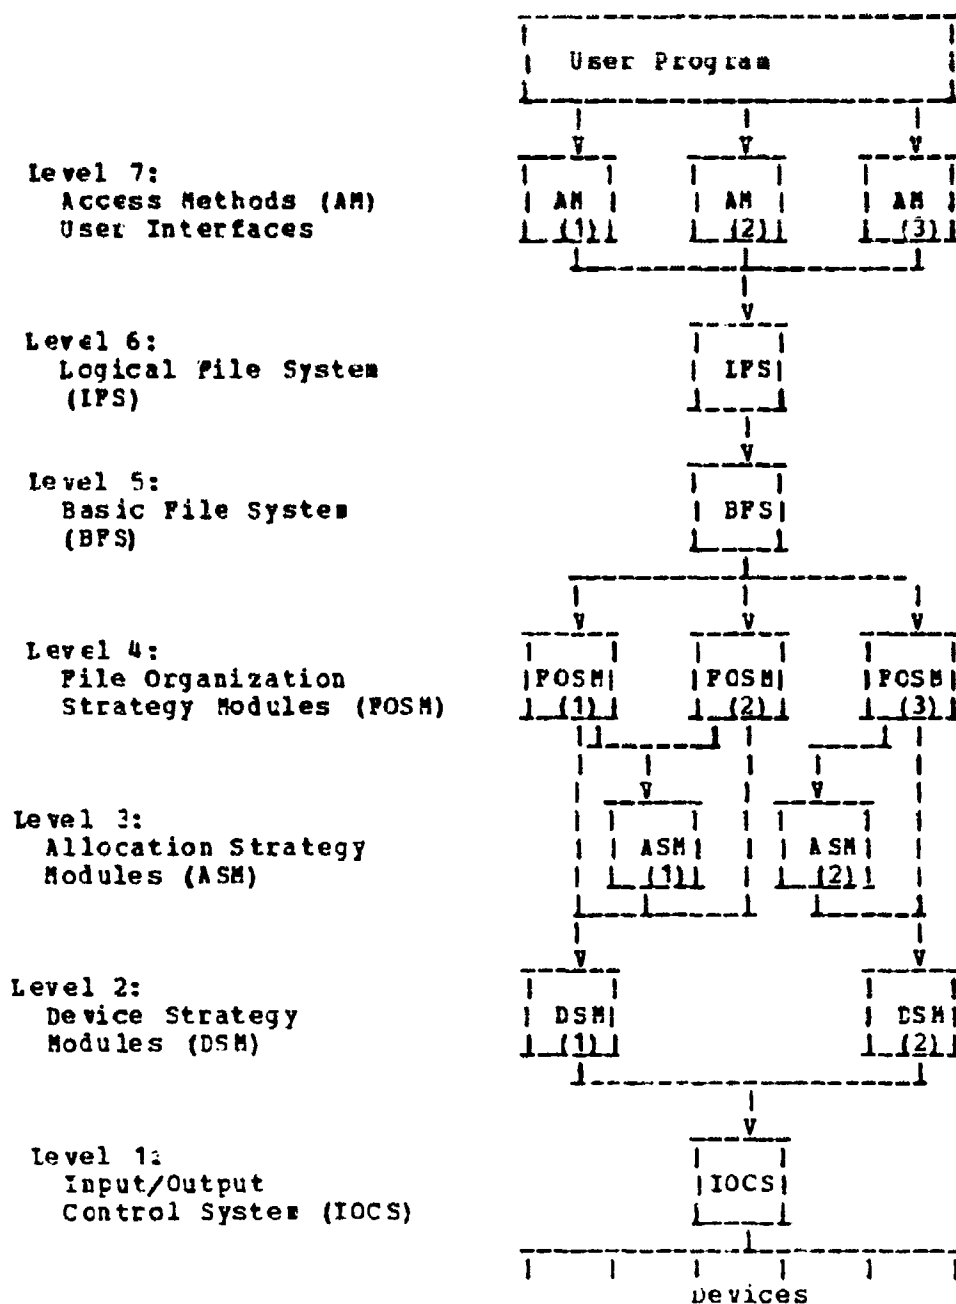 User Program
Level 7:
Access Methods (AM)
User Interfaces
AM (1)
AM (2)
AM (3)
Level 6:
Logical File System
(LFS)
LFS
Level 5:
Basic File System
(BFS)
BFS
Level 4:
File Organization
Strategy Modules (FOSM)
FOSM (1)
FOSM (2)
FOSM (3)
Level 3:
Allocation Strategy
Modules (ASM)
ASM (1)
ASM (2)
Level 2:
Device Strategy
Modules (DSM)
DSM (1)
DSM (2)
Level 1:
Input/Output
Control System (IOCS)
IOCS
Devices